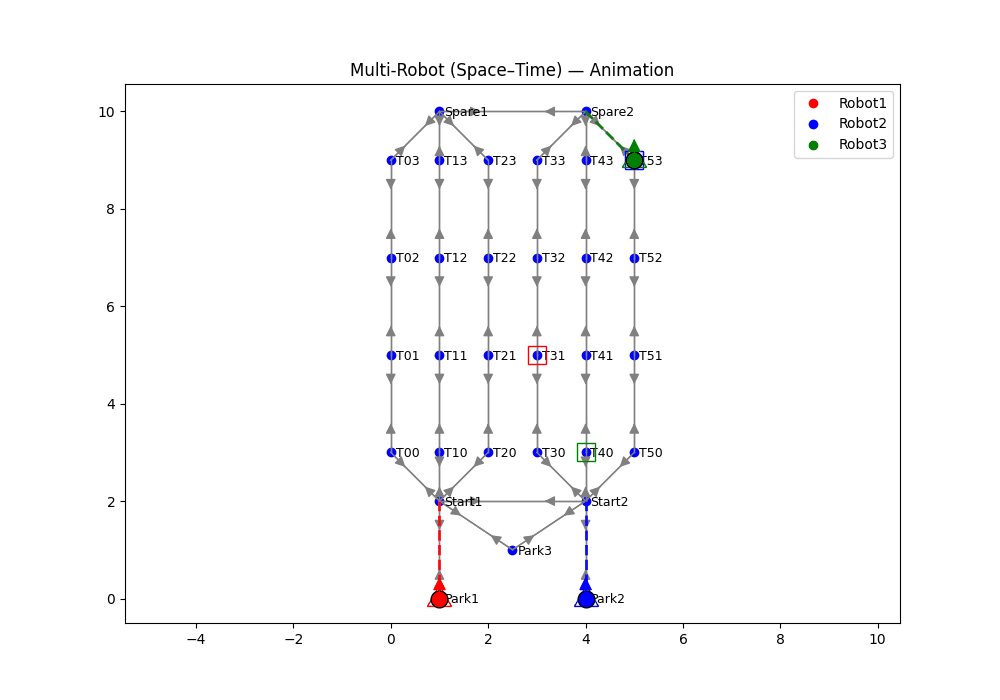 Multi-Robot (Space–Time) — Animation
Robot1
Robot2
Robot3
10
8
6
4
2
0
Spare1 Spare2
T03 T13 T23 T33 T43 T53
T02 T12 T22 T32 T42 T52
T01 T11 T21 T31 T41 T51
T00 T10 T20 T30 T40 T50
Start1 Start2
Park3
Park1 Park2
−4 −2 0 2 4 6 8 10